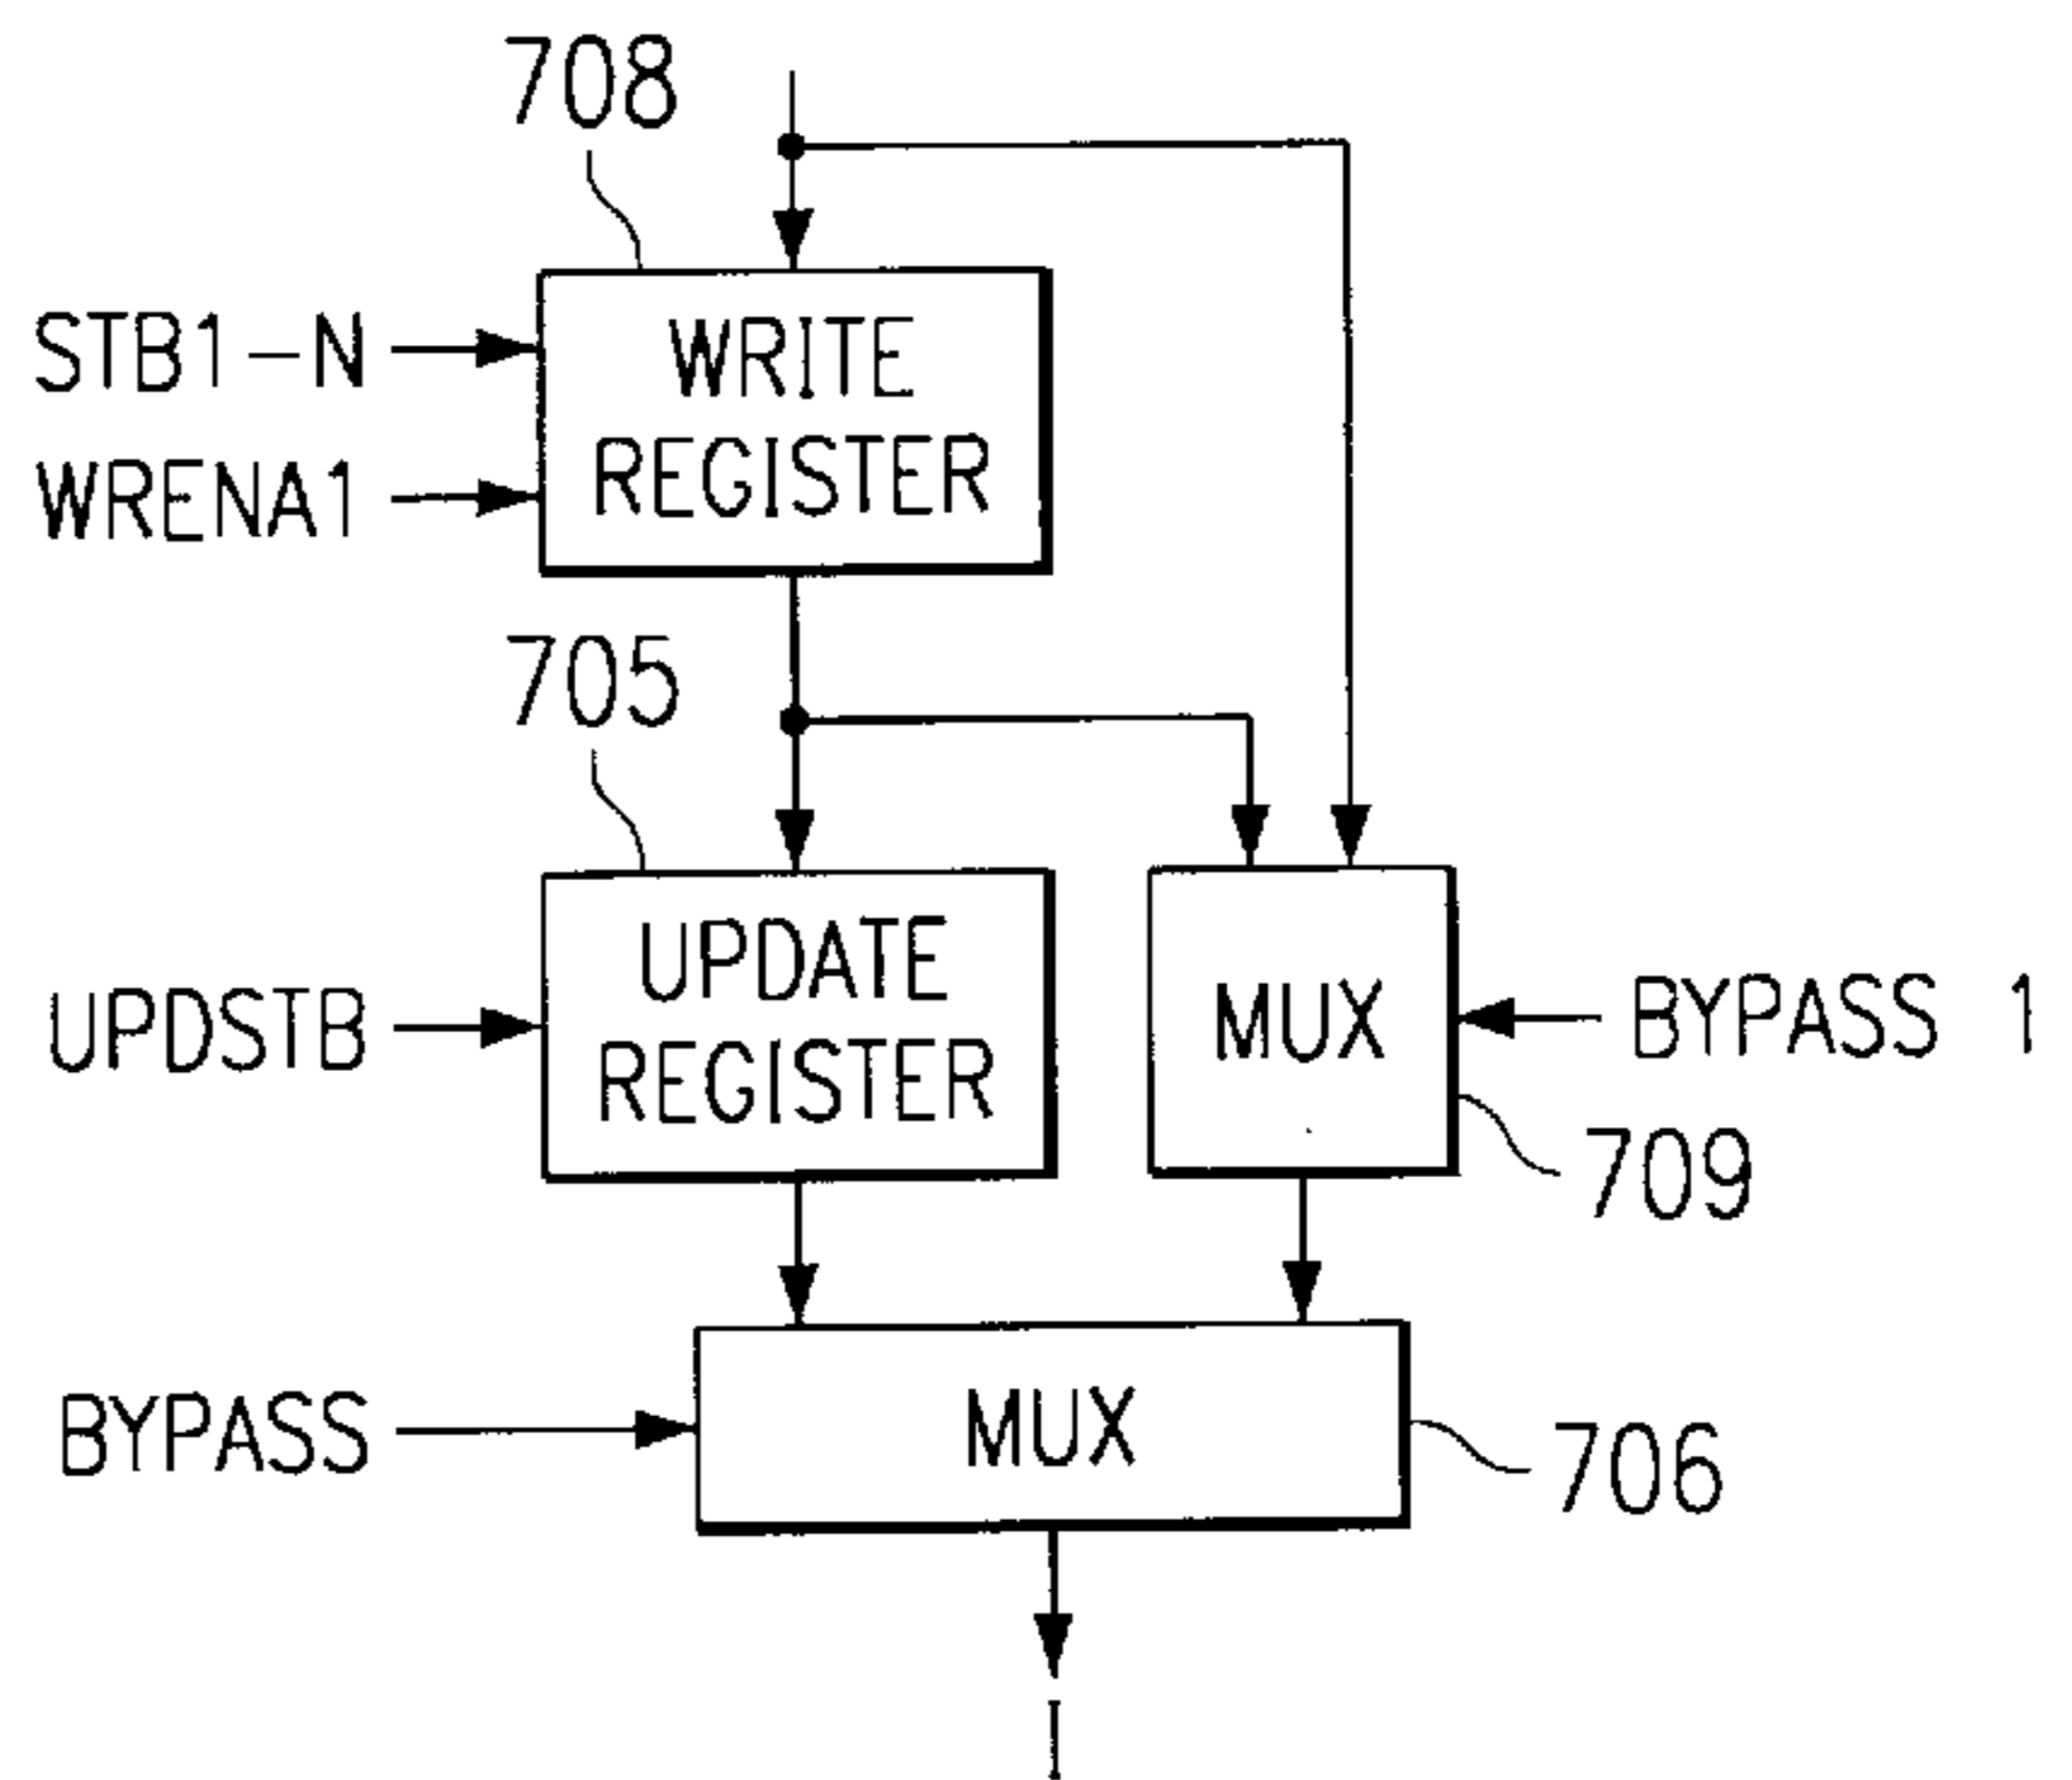 708
STB1-N
WRITE
REGISTER
WRENA1
705
UPDATE
REGISTER
UPDSTB
MUX
BYPASS 1
709
BYPASS
MUX
706
I